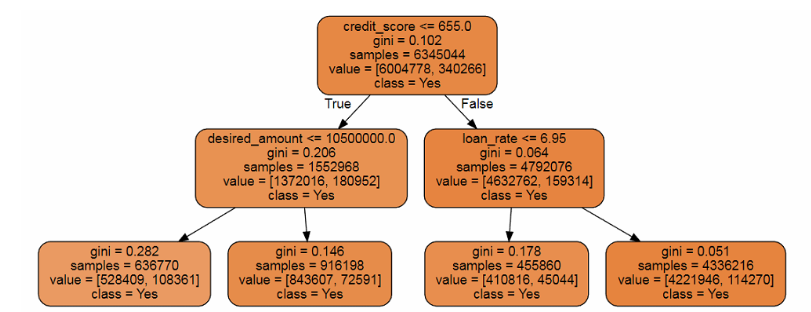 credit_score <= 655.0
gini = 0.102
samples = 6345044
value = [6004778, 340266]
class = Yes
True
False
desired_amount <= 10500000.0
gini = 0.206
samples = 1552968
value = [1372016, 180952]
class = Yes
loan_rate <= 6.95
gini = 0.064
samples = 4792076
value = [4632762, 159314]
class = Yes
gini = 0.282
samples = 636770
value = [528409, 108361]
class = Yes
gini = 0.146
samples = 916198
value = [843607, 72591]
class = Yes
gini = 0.178
samples = 455860
value = [410816, 45044]
class = Yes
gini = 0.051
samples = 4336216
value = [4221946, 114270]
class = Yes